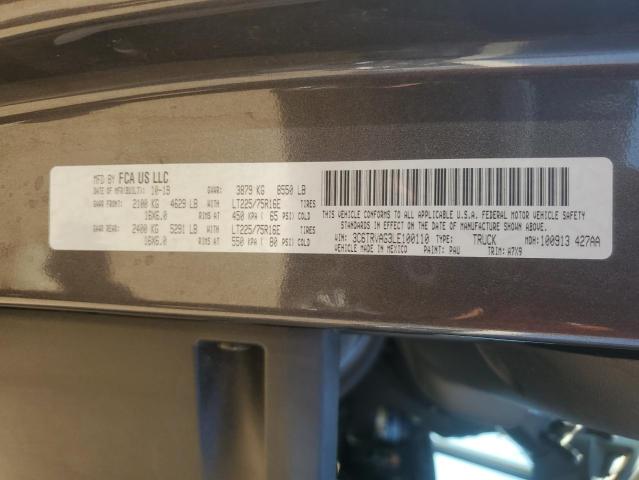 MFD BY FCA US LLC
DATE OF MFR(BUILT): 10-19 GVWR: 3879 KG 8550 LB
GAWR FRONT: 2100 KG 4629 LB WITH LT225/75R16E TIRES
16X6.0 RIMS AT 450 KPA ( 65 PSI) COLD
GAWR REAR: 2400 KG 5291 LB WITH LT225/75R16E TIRES
16X6.0 RIMS AT 550 KPA ( 80 PSI) COLD
THIS VEHICLE CONFORMS TO ALL APPLICABLE U.S.A. FEDERAL MOTOR VEHICLE SAFETY
STANDARDS IN EFFECT ON THE DATE OF MANUFACTURE SHOWN ABOVE.
VIN: 3C6TRVAG3LE100110 TYPE: TRUCK MDH: 100913 427AA
VEHICLE MADE IN MEXICO PAINT: PAU TRIM: A7X9